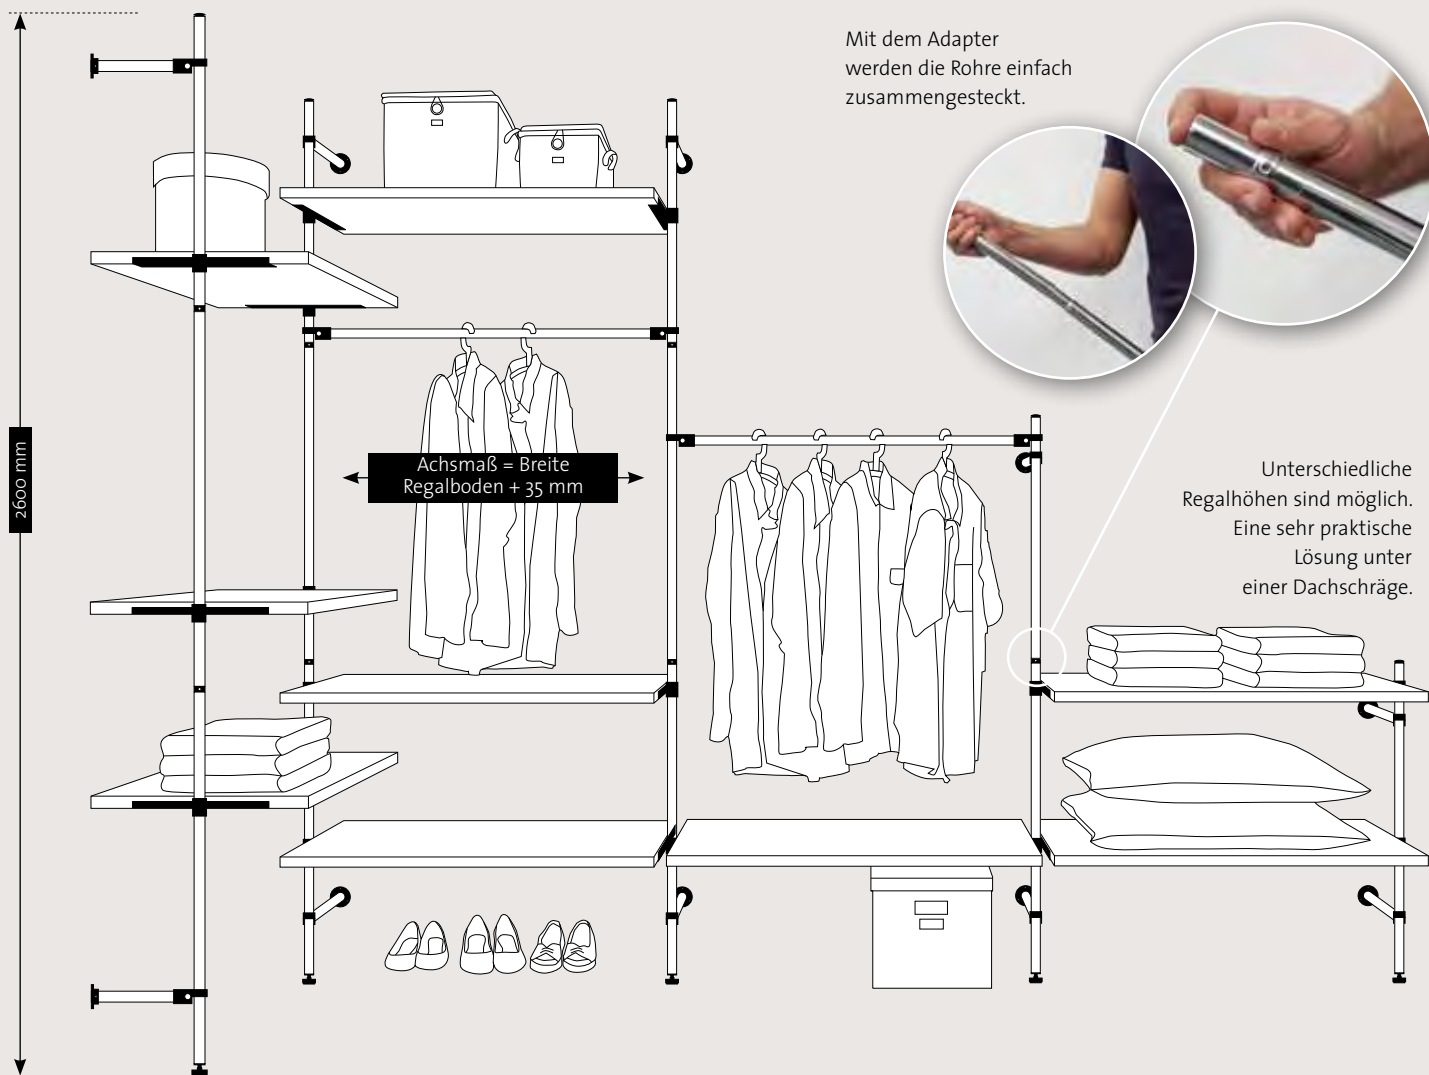 Mit dem Adapter
werden die Rohre einfach
zusammengesteckt.
2600 mm
Achsmaß = Breite
Regalboden + 35 mm
Unterschiedliche
Regalhöhen sind möglich.
Eine sehr praktische
Lösung unter
einer Dachschräge.